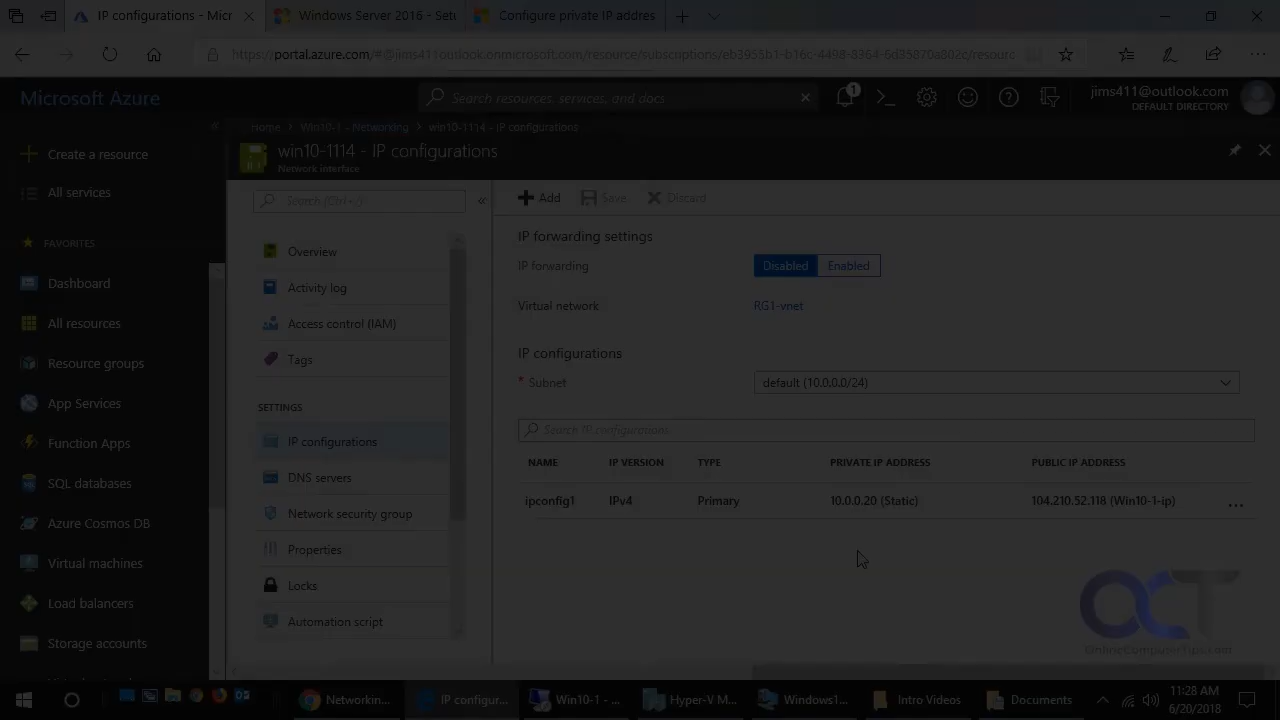 IP configurations - Micr
Windows Server 2016 - Setu
Configure private IP addres
https://portal.azure.com/#@jims411outlook.onmicrosoft.com/resource/subscriptions/eb3955b1-b16c-4498-8364-6d35870a802c/resourc
Microsoft Azure
Search resources, services, and docs
1
jims411@outlook.com
DEFAULT DIRECTORY
Home
Win10-1 - Networking
win10-1114 - IP configurations
win10-1114 - IP configurations
Network interface
Create a resource
All services
FAVORITES
Dashboard
All resources
Resource groups
App Services
Function Apps
SQL databases
Azure Cosmos DB
Virtual machines
Load balancers
Storage accounts
Search (Ctrl+/)
Overview
Activity log
Access control (IAM)
Tags
SETTINGS
IP configurations
DNS servers
Network security group
Properties
Locks
Automation script
Add Save Discard
IP forwarding settings
IP forwarding Disabled Enabled
Virtual network RG1-vnet
IP configurations
* Subnet default (10.0.0.0/24)
Search IP configurations
NAME IP VERSION TYPE PRIVATE IP ADDRESS PUBLIC IP ADDRESS
ipconfig1 IPv4 Primary 10.0.0.20 (Static) 104.210.52.118 (Win10-1-ip) ...
OCT
OnlineComputerTips.com
Networkin...
IP configur...
Win10-1 - ...
Hyper-V M...
Windows1...
Intro Videos
Documents
11:28 AM
6/20/2018